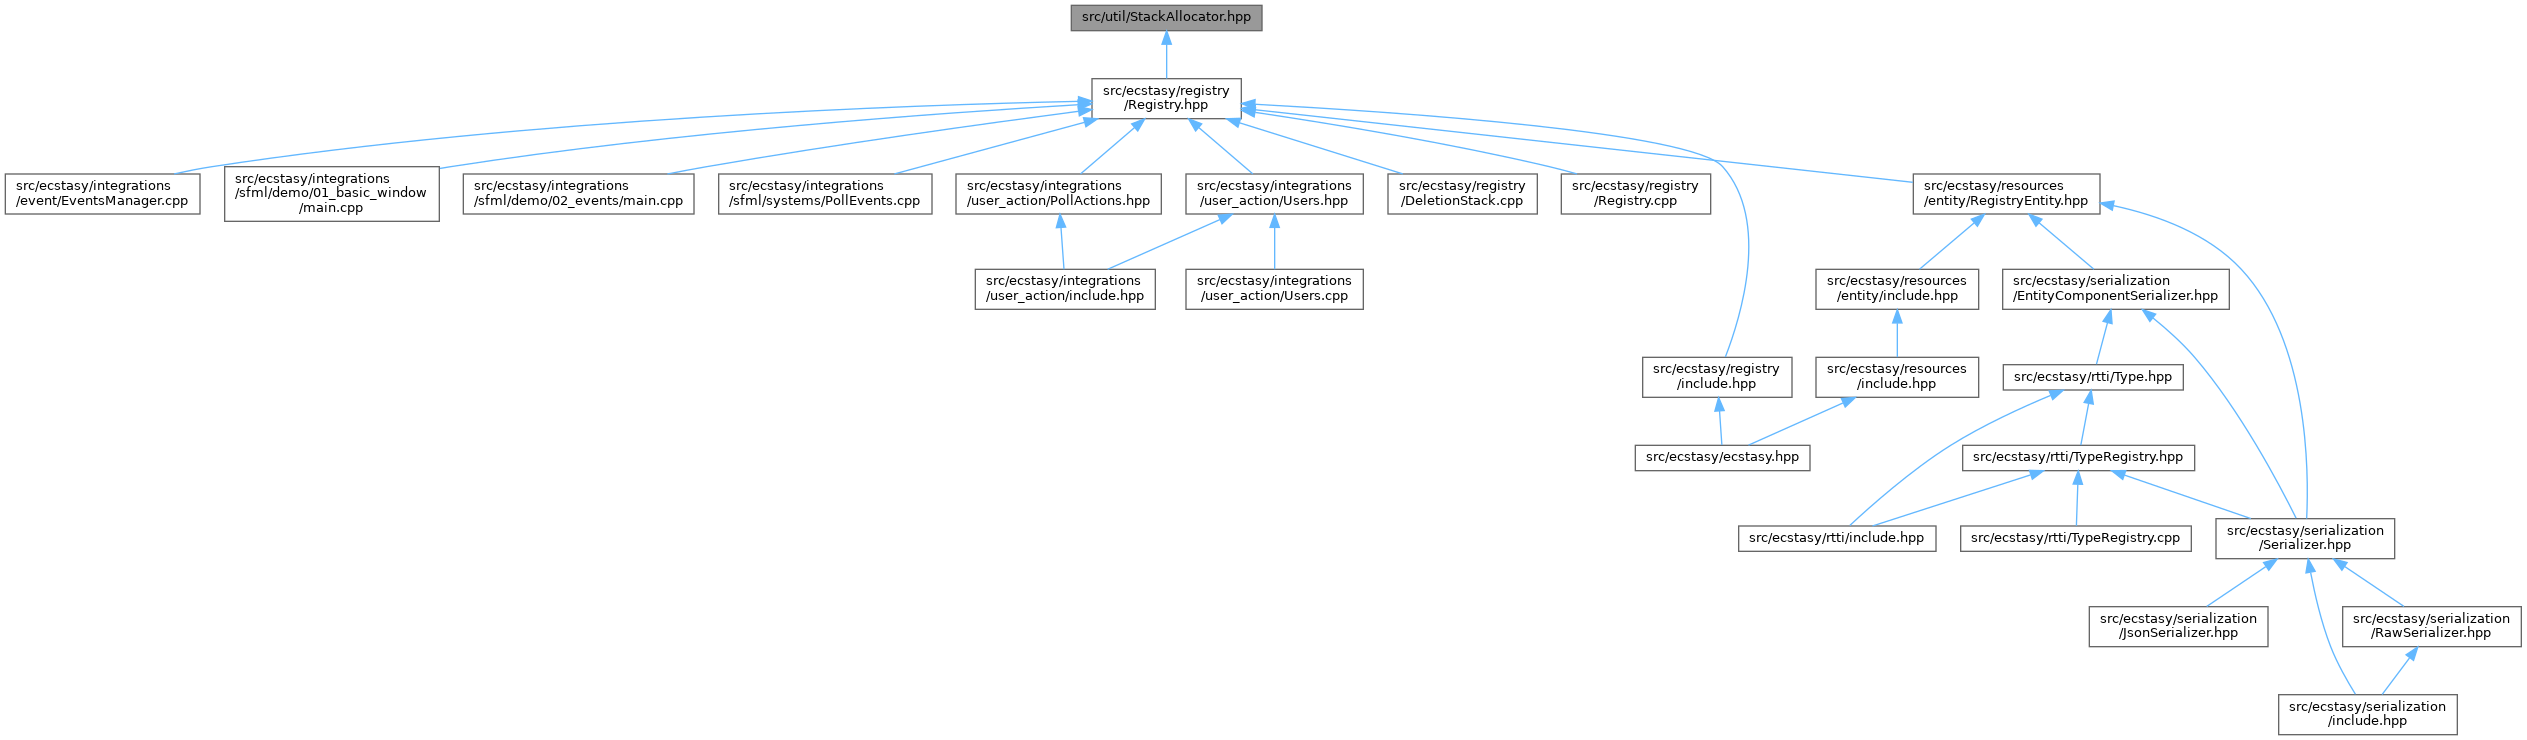 src/util/StackAllocator.hpp
src/ecstasy/registry
/Registry.hpp
src/ecstasy/integrations
/event/EventsManager.cpp
src/ecstasy/integrations
/sfml/demo/01_basic_window
/main.cpp
src/ecstasy/integrations
/sfml/demo/02_events/main.cpp
src/ecstasy/integrations
/sfml/systems/PollEvents.cpp
src/ecstasy/integrations
/user_action/PollActions.hpp
src/ecstasy/integrations
/user_action/Users.hpp
src/ecstasy/registry
/DeletionStack.cpp
src/ecstasy/registry
/Registry.cpp
src/ecstasy/resources
/entity/RegistryEntity.hpp
src/ecstasy/integrations
/user_action/include.hpp
src/ecstasy/integrations
/user_action/Users.cpp
src/ecstasy/resources
/entity/include.hpp
src/ecstasy/serialization
/EntityComponentSerializer.hpp
src/ecstasy/registry
/include.hpp
src/ecstasy/resources
/include.hpp
src/ecstasy/rtti/Type.hpp
src/ecstasy/ecstasy.hpp
src/ecstasy/rtti/TypeRegistry.hpp
src/ecstasy/rtti/include.hpp
src/ecstasy/rtti/TypeRegistry.cpp
src/ecstasy/serialization
/Serializer.hpp
src/ecstasy/serialization
/JsonSerializer.hpp
src/ecstasy/serialization
/RawSerializer.hpp
src/ecstasy/serialization
/include.hpp